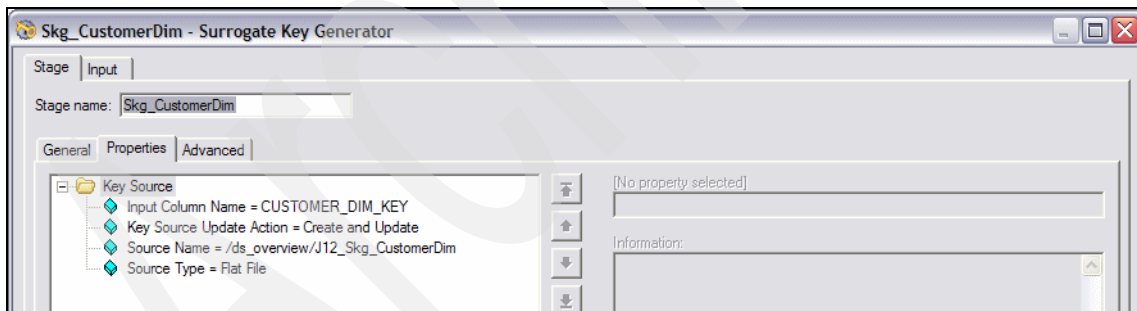 Skg_CustomerDim - Surrogate Key Generator
Stage Input
Stage name: Skg_CustomerDim
General Properties Advanced
Key Source
[No property selected]
Input Column Name = CUSTOMER_DIM_KEY
Key Source Update Action = Create and Update
Information:
Source Name = /ds_overview/J12_Skg_CustomerDim
Source Type = Flat File